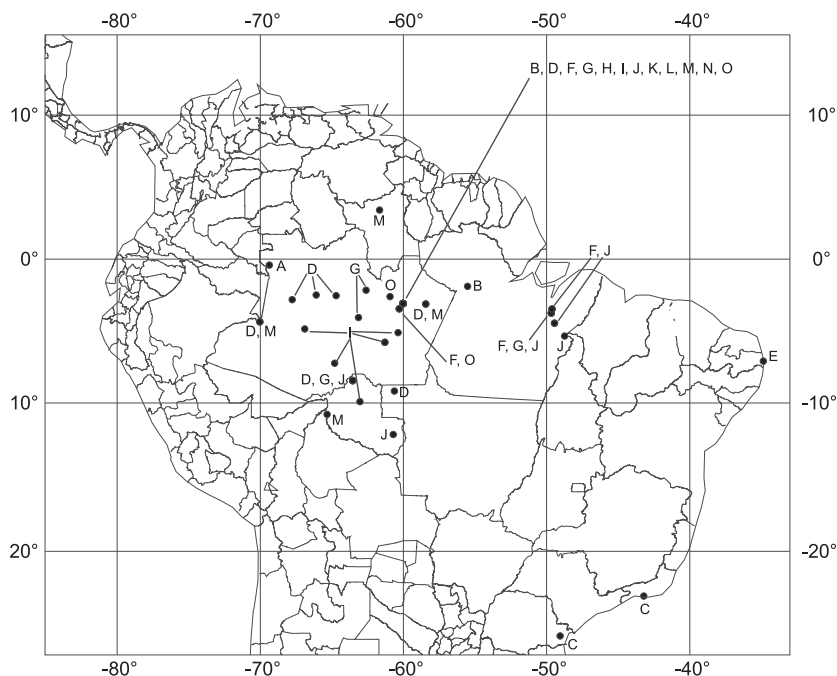 -80° -70° -60° -50° -40°
B, D, F, G, H, I, J, K, L, M, N, O
10° 10°
M
F, J
0° 0°
A D G O B
D, M D, M
I
F, O F, G, J J E
D, G, J D
-10° -10°
M J
20° 20°
C
C
-80° -70° -60° -50° -40°